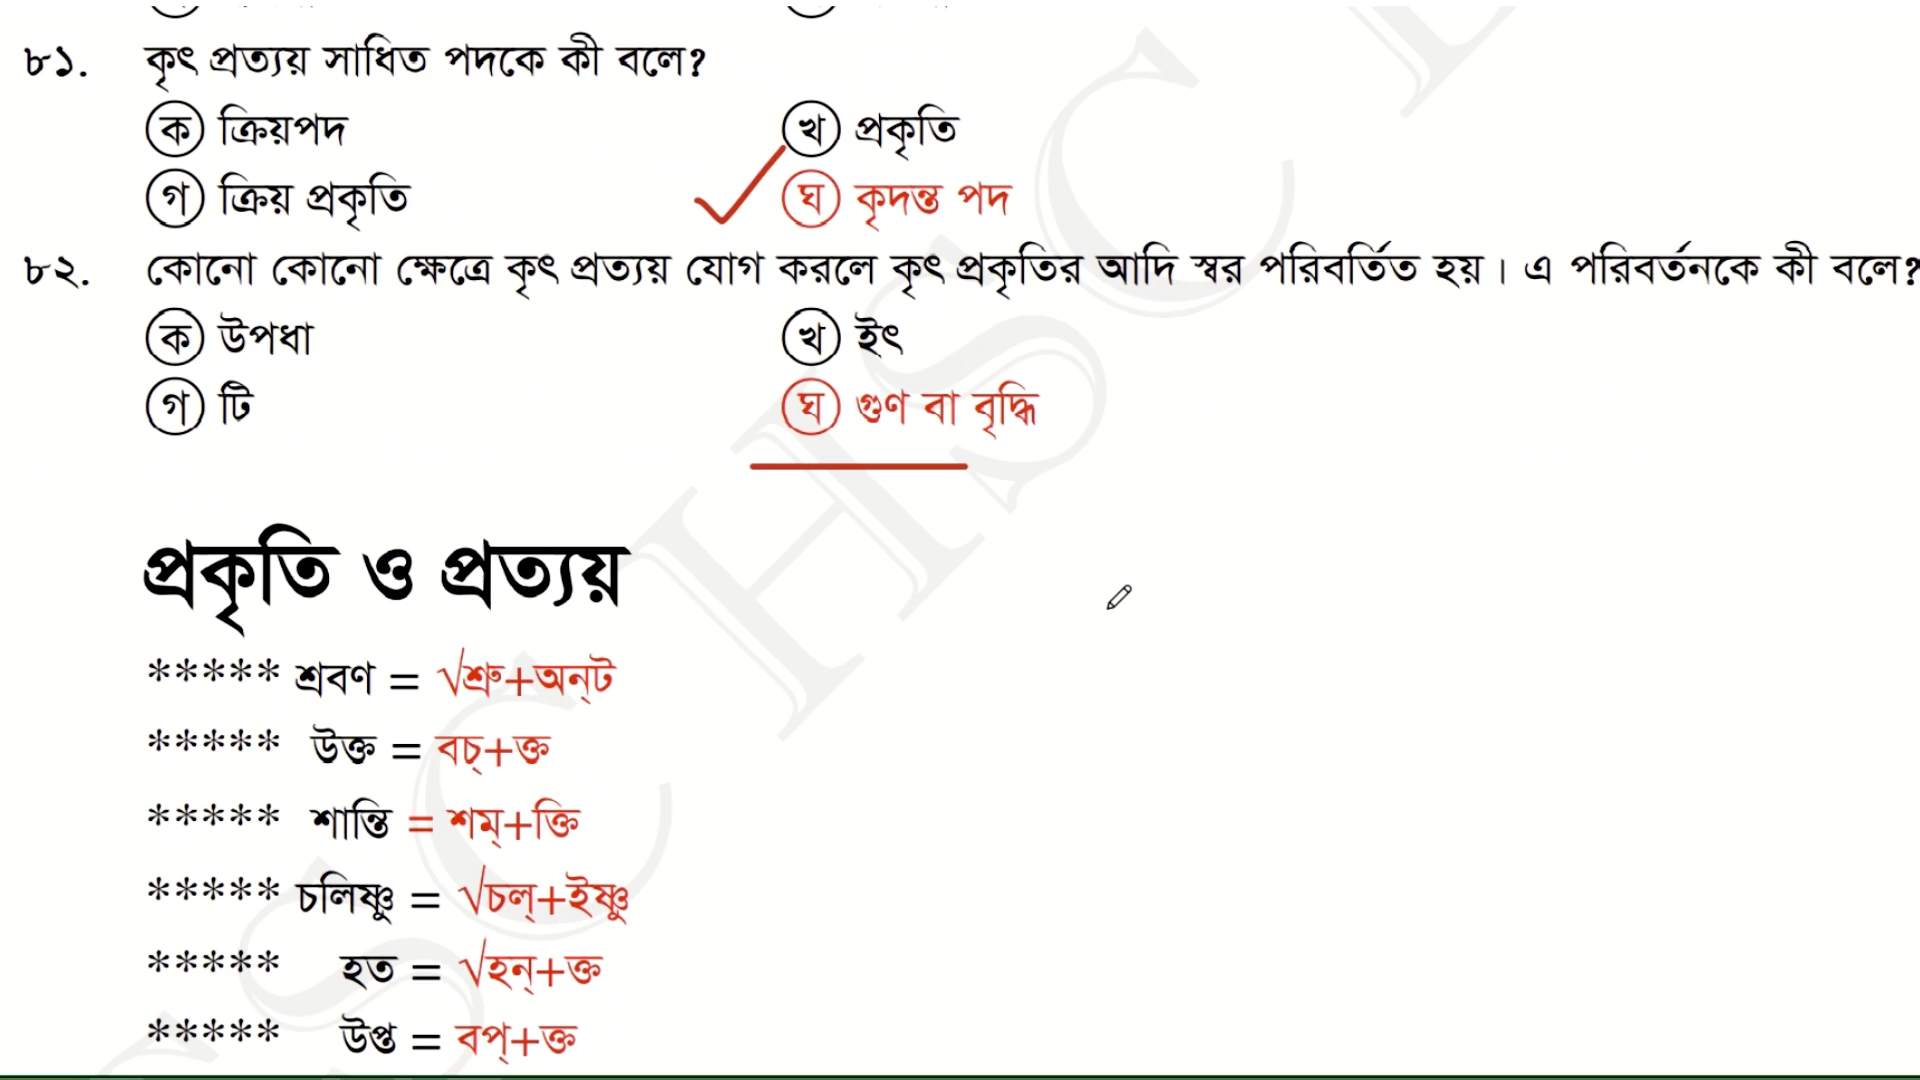 ৮১. কৃৎ প্রত্যয় সাধিত পদকে কী বলে?
ক ক্রিয়পদ খ প্রকৃতি
গ ক্রিয় প্রকৃতি ঘ কৃদন্ত পদ
৮২. কোনো কোনো ক্ষেত্রে কৃৎ প্রত্যয় যোগ করলে কৃৎ প্রকৃতির আদি স্বর পরিবর্তিত হয়। এ পরিবর্তনকে কী বলে?
ক উপধা খ ইৎ
গ টি ঘ গুণ বা বৃদ্ধি
প্রকৃতি ও প্রত্যয়
***** শ্রবণ = √শ্রু+অন্ট
***** উক্ত = বচ্+ক্ত
***** শান্তি = শম্+ক্তি
***** চলিষ্ণু = √চল্+ইষ্ণু
***** হত = √হন্+ক্ত
***** উপ্ত = বপ্+ক্ত